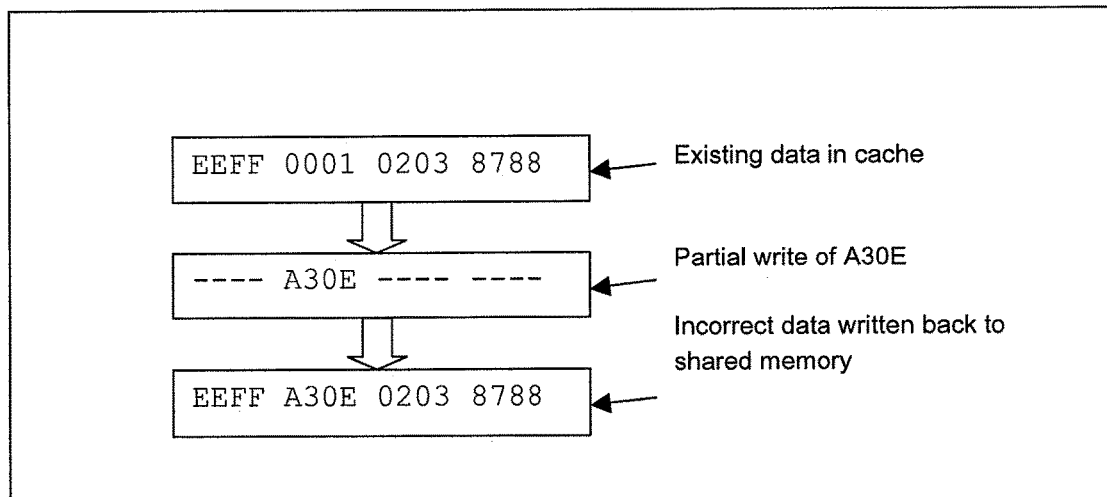 EEFF 0001 0203 8788
Existing data in cache
---- A30E ---- ----
Partial write of A30E
Incorrect data written back to
shared memory
EEFF A30E 0203 8788